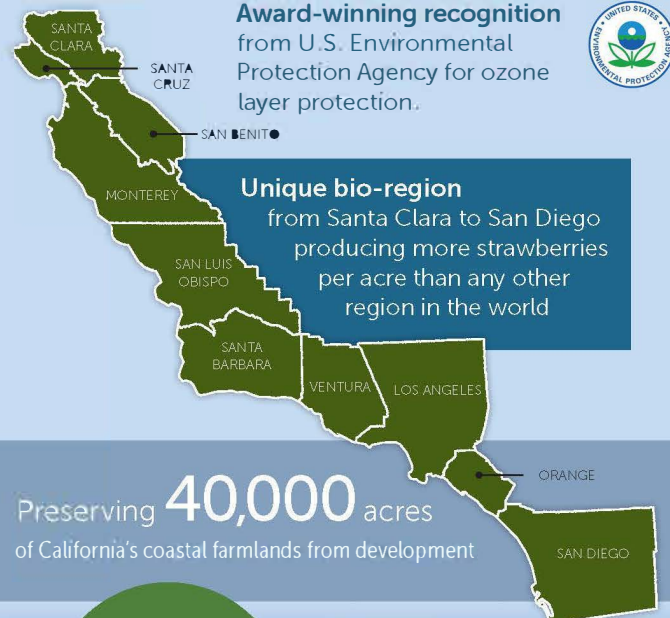 Award-winning recognition
from U.S. Environmental
Protection Agency for ozone
layer protection.
UNITED STATES
ENVIRONMENTAL PROTECTION AGENCY
SANTA
CLARA
SANTA
CRUZ
SAN BENITO
MONTEREY
Unique bio-region
from Santa Clara to San Diego
producing more strawberries
per acre than any other
region in the world
SAN LUIS
OBISPO
SANTA
BARBARA
VENTURA
LOS ANGELES
ORANGE
SAN DIEGO
Preserving 40,000 acres
of California's coastal farmlands from development